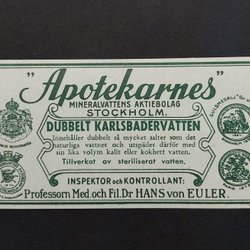 "Apotekarnes"
MINERALVATTENS AKTIEBOLAG
STOCKHOLM.
DUBBELT KARLSBADERVATTEN
Innehåller dubbelt så mycket salter som det
naturliga vattnet och utspädes därför med
sin lika volym kallt eller kokhett vatten.
Tillverkat av steriliserat vatten.
INSPEKTOR och KONTROLLANT:
Professorn Med. och Fil. Dr HANS von EULER.